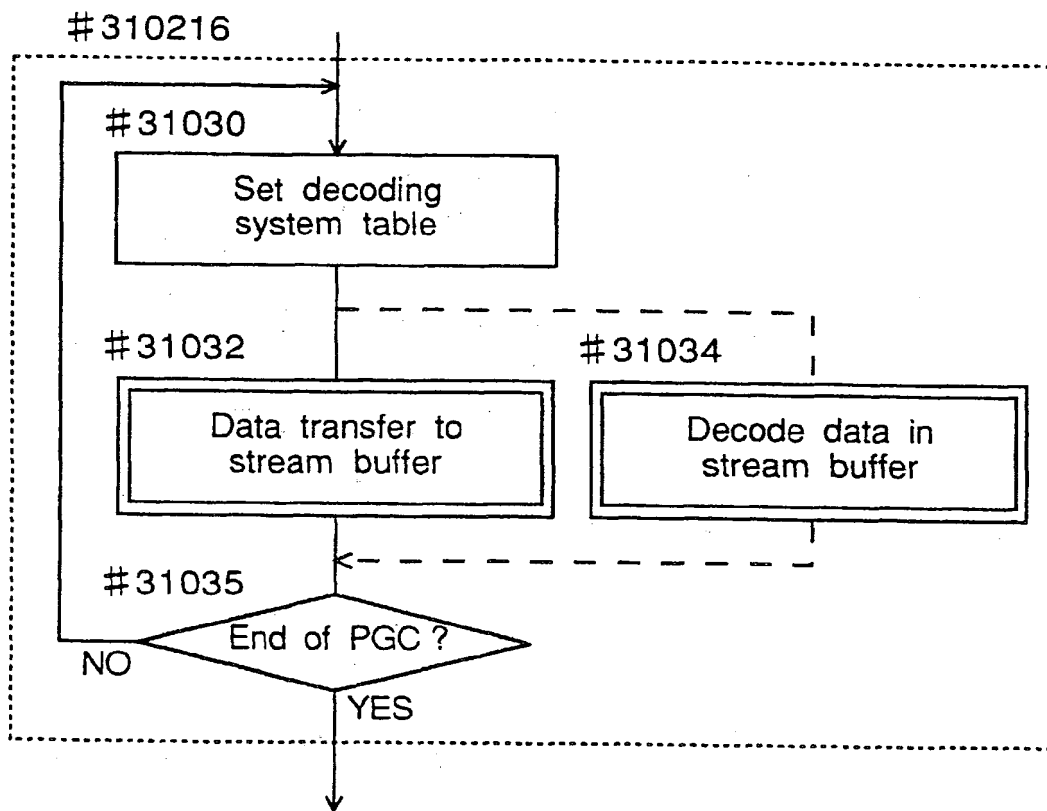 #310216
#31030
Set decoding
system table
#31032
#31034
Data transfer to
stream buffer
Decode data in
stream buffer
#31035
End of PGC ?
NO
YES